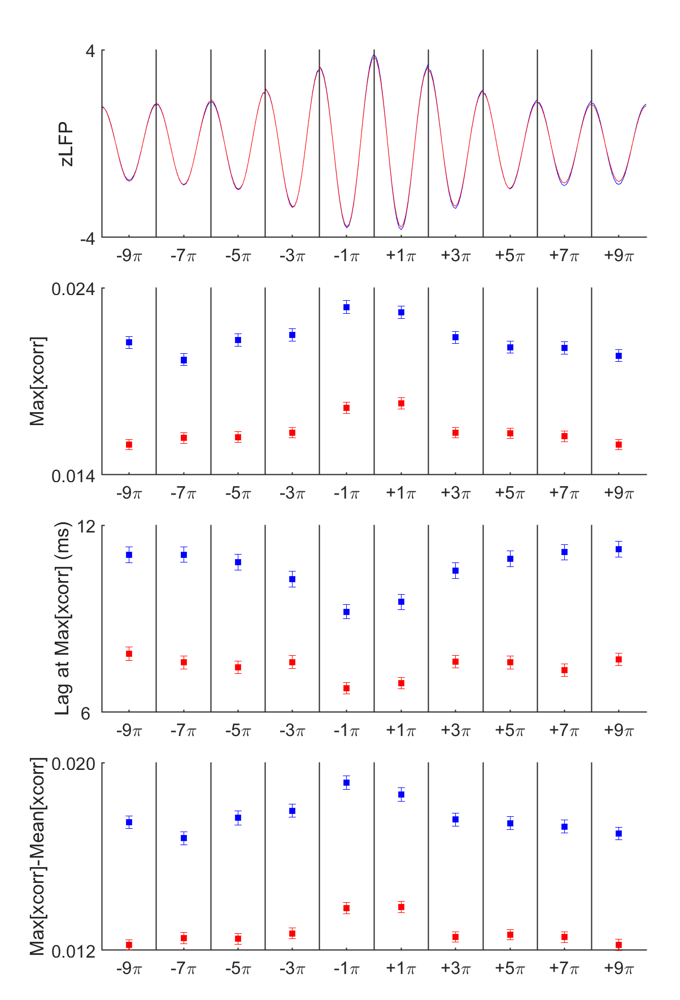 4
zLFP
-4
-9π -7π -5π -3π -1π +1π +3π +5π +7π +9π
0.024
Max[xcorr]
0.014
-9π -7π -5π -3π -1π +1π +3π +5π +7π +9π
12
Lag at Max[xcorr] (ms)
6
-9π -7π -5π -3π -1π +1π +3π +5π +7π +9π
0.020
Max[xcorr]-Mean[xcorr]
0.012
-9π -7π -5π -3π -1π +1π +3π +5π +7π +9π